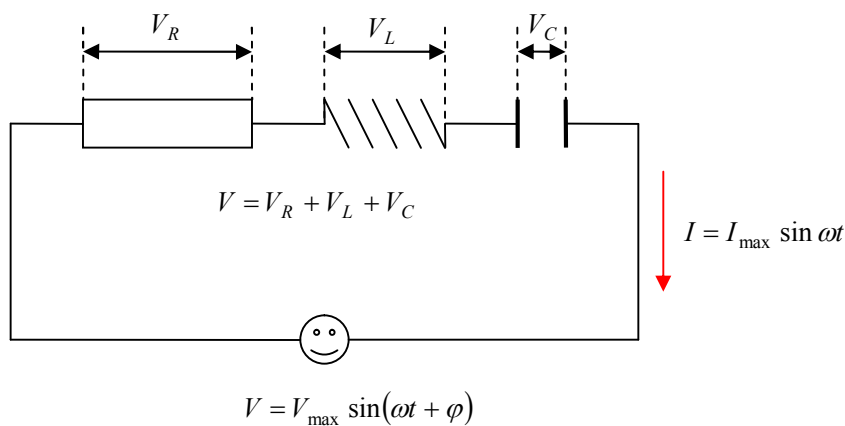 V_R V_L V_C
V = V_R + V_L + V_C
I = I_max sin ωt
V = V_max sin(ωt + φ)